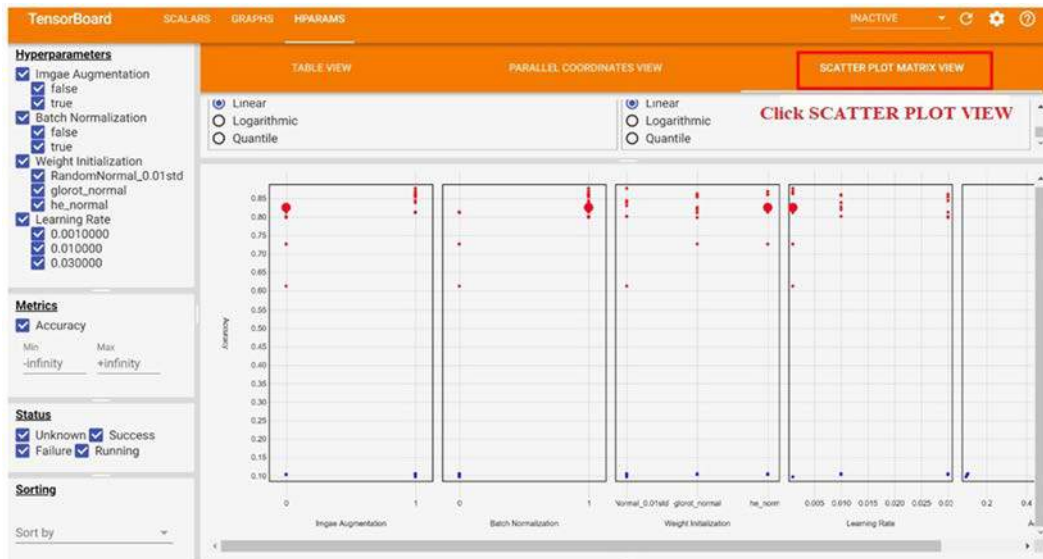 TensorBoard SCALARS GRAPHS HPARAMS INACTIVE
Hyperparameters
Imgae Augmentation
false
true
Batch Normalization
false
true
Weight Initialization
RandomNormal_0.01std
glorot_normal
he_normal
Learning Rate
0.0010000
0.010000
0.030000
Metrics
Accuracy
Min Max
-infinity +infinity
Status
Unknown Success
Failure Running
Sorting
Sort by
TABLE VIEW PARALLEL COORDINATES VIEW SCATTER PLOT MATRIX VIEW
Linear
Logarithmic
Quantile
Linear
Logarithmic
Quantile
Click SCATTER PLOT VIEW
0.85
0.80
0.75
0.70
0.65
0.60
0.55
0.50
0.45
0.40
0.35
0.30
0.25
0.20
0.15
0.10
Accuracy
0 1 0 1 Normal_0.01std glorot_normal he_norm 0.005 0.010 0.015 0.020 0.025 0.03 0.2 0.4
Imgae Augmentation Batch Normalization Weight Initialization Learning Rate A